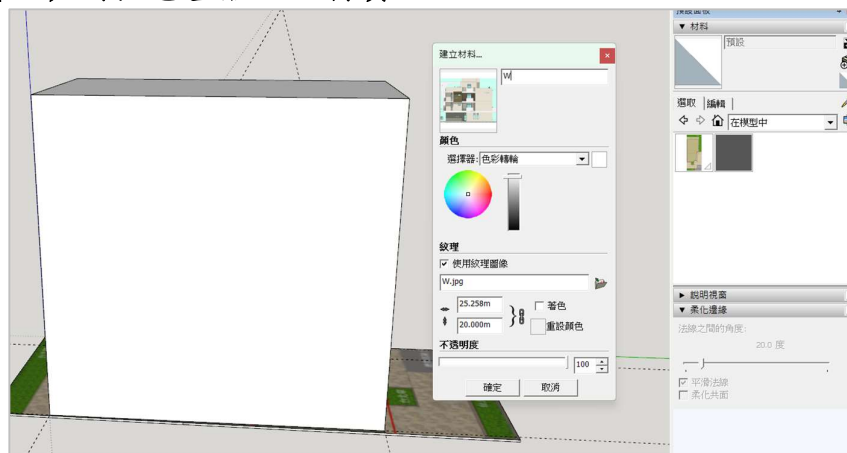 建立材料...
W
顏色
選擇器:
色彩轉輪
紋理
使用紋理圖像
W.jpg
25.258m
20.000m
著色
重設顏色
不透明度
100
確定
取消
預設面板
▼ 材料
預設
選取
編輯
在模型中
▶ 說明視窗
▼ 柔化邊緣
法線之間的角度:
20.0 度
平滑法線
柔化共面